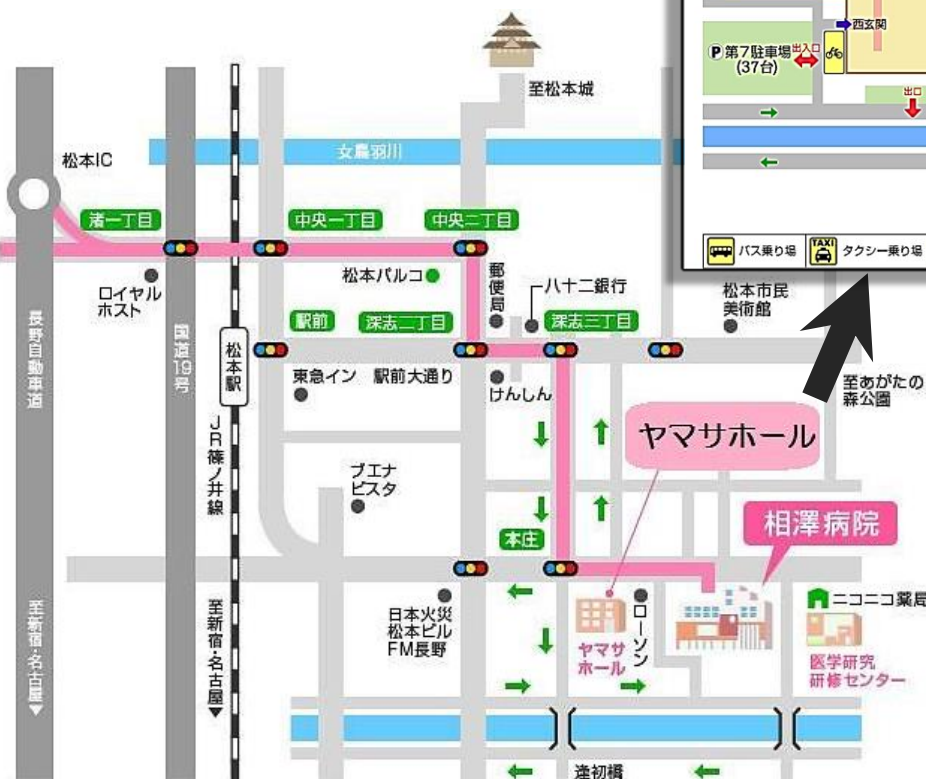 西玄関
P 第7駐車場
(37台)
出入口
出口
バス乗り場
TAXI
タクシー乗り場
至松本城
女鳥羽川
松本IC
渚一丁目
中央一丁目
中央二丁目
ロイヤル
ホスト
松本パルコ
郵便局
八十二銀行
松本市民
美術館
駅前
深志二丁目
深志三丁目
長野自動車道
国道19号
松本駅
東急イン
駅前大通り
けんしん
至あがたの
森公園
JR篠ノ井線
ヤマサホール
ブエナ
ビスタ
相澤病院
本庄
至新宿・名古屋
至新宿・名古屋
日本火災
松本ビル
FM長野
ヤマサ
ホール
ローソン
ニコニコ薬局
医学研究
研修センター
逢初橋